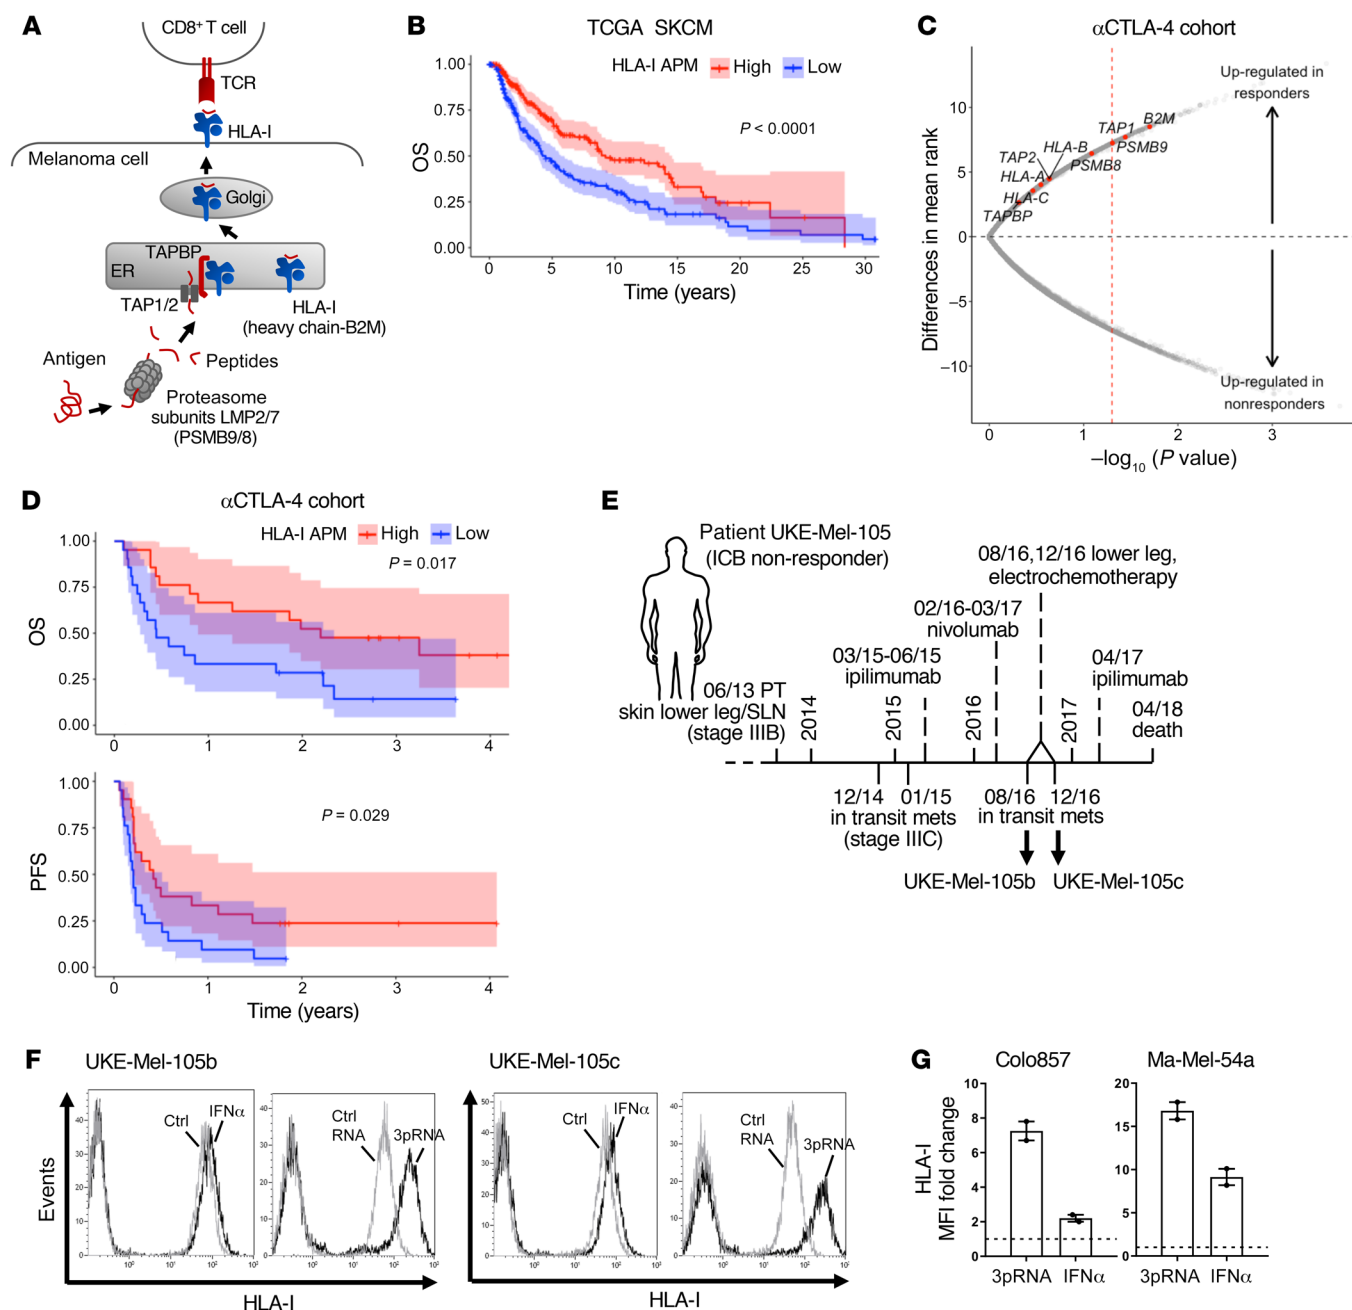 A
CD8+ T cell
TCR
HLA-I
Melanoma cell
Golgi
TAPBP
ER
TAP1/2
HLA-I
(heavy chain-B2M)
Antigen
Peptides
Proteasome
subunits LMP2/7
(PSMB9/8)
B
TCGA SKCM
HLA-I APM High Low
P < 0.0001
OS
1.00
0.75
0.50
0.25
0.00
0 5 10 15 20 25 30
Time (years)
C
αCTLA-4 cohort
Up-regulated in
responders
Differences in mean rank
10
5
0
−5
−10
B2M
TAP1
PSMB9
HLA-B
PSMB8
TAP2
HLA-A
HLA-C
TAPBP
Up-regulated in
nonresponders
0 1 2 3
–log10 (P value)
D
αCTLA-4 cohort
HLA-I APM High Low
P = 0.017
OS
1.00
0.75
0.50
0.25
0.00
0 1 2 3 4
P = 0.029
PFS
1.00
0.75
0.50
0.25
0.00
0 1 2 3 4
Time (years)
E
Patient UKE-Mel-105
(ICB non-responder)
08/16,12/16 lower leg,
electrochemotherapy
02/16-03/17
nivolumab
03/15-06/15
ipilimumab
04/17
ipilimumab
06/13 PT
skin lower leg/SLN
(stage IIIB)
2014
2015
2016
2017
04/18
death
12/14 01/15
in transit mets
(stage IIIC)
08/16 12/16
in transit mets
UKE-Mel-105b UKE-Mel-105c
F
UKE-Mel-105b
UKE-Mel-105c
Events
Ctrl
IFNα
Ctrl
RNA
3pRNA
Ctrl
IFNα
Ctrl
RNA
3pRNA
HLA-I
HLA-I
G
Colo857
Ma-Mel-54a
HLA-I
MFI fold change
10
8
6
4
2
0
3pRNA IFNα
20
15
10
5
0
3pRNA IFNα